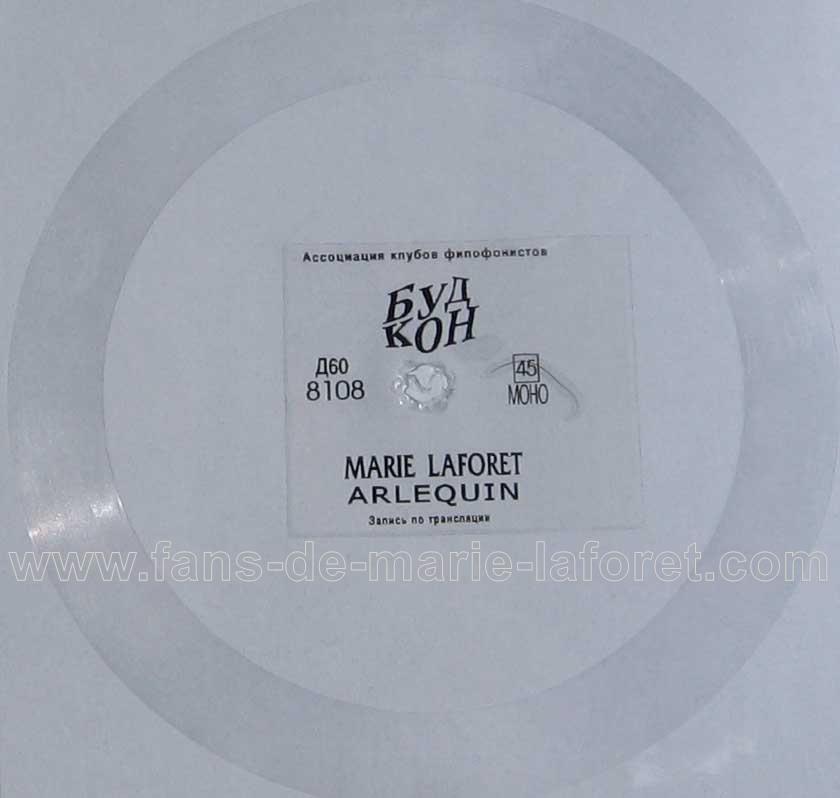 Ассоциация клубов филофонистов
БУД
КОН
Д60
8108
45
МОНО
MARIE LAFORET
ARLEQUIN
Запись по трансляции
www.fans-de-marie-laforet.com